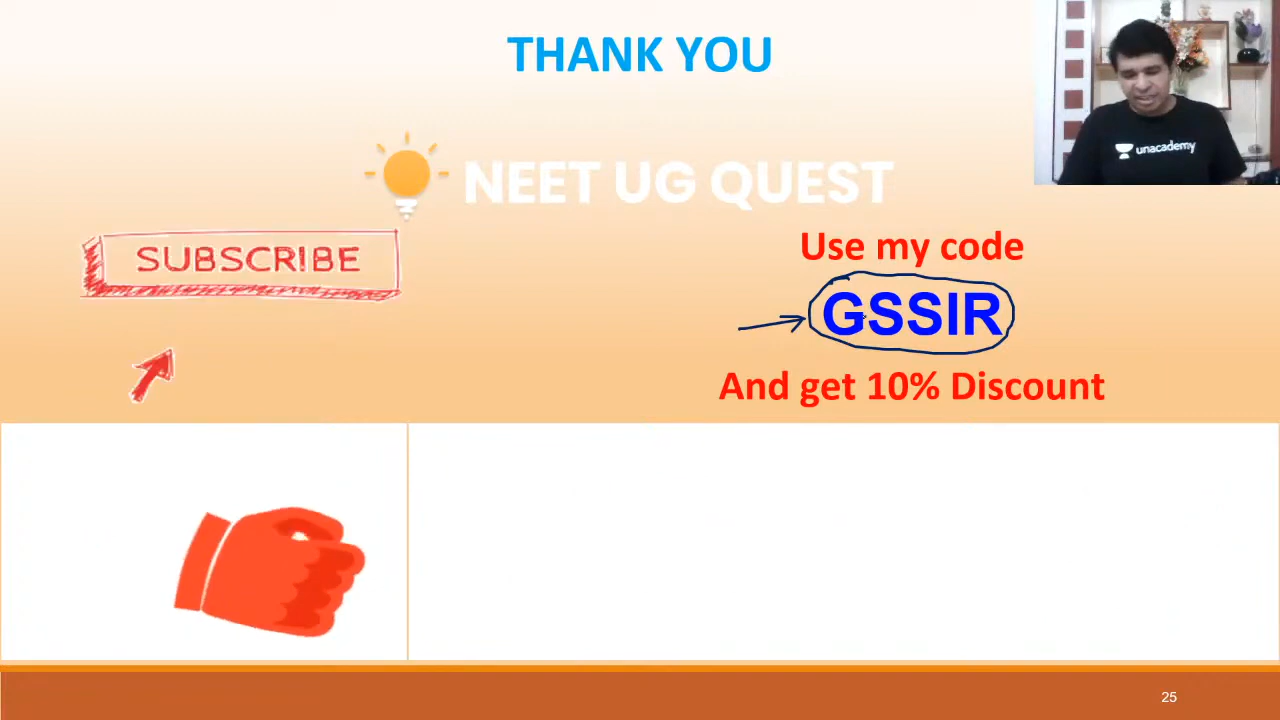 THANK YOU
unacademy
NEET UG QUEST
SUBSCRIBE
Use my code
GSSIR
And get 10% Discount
25